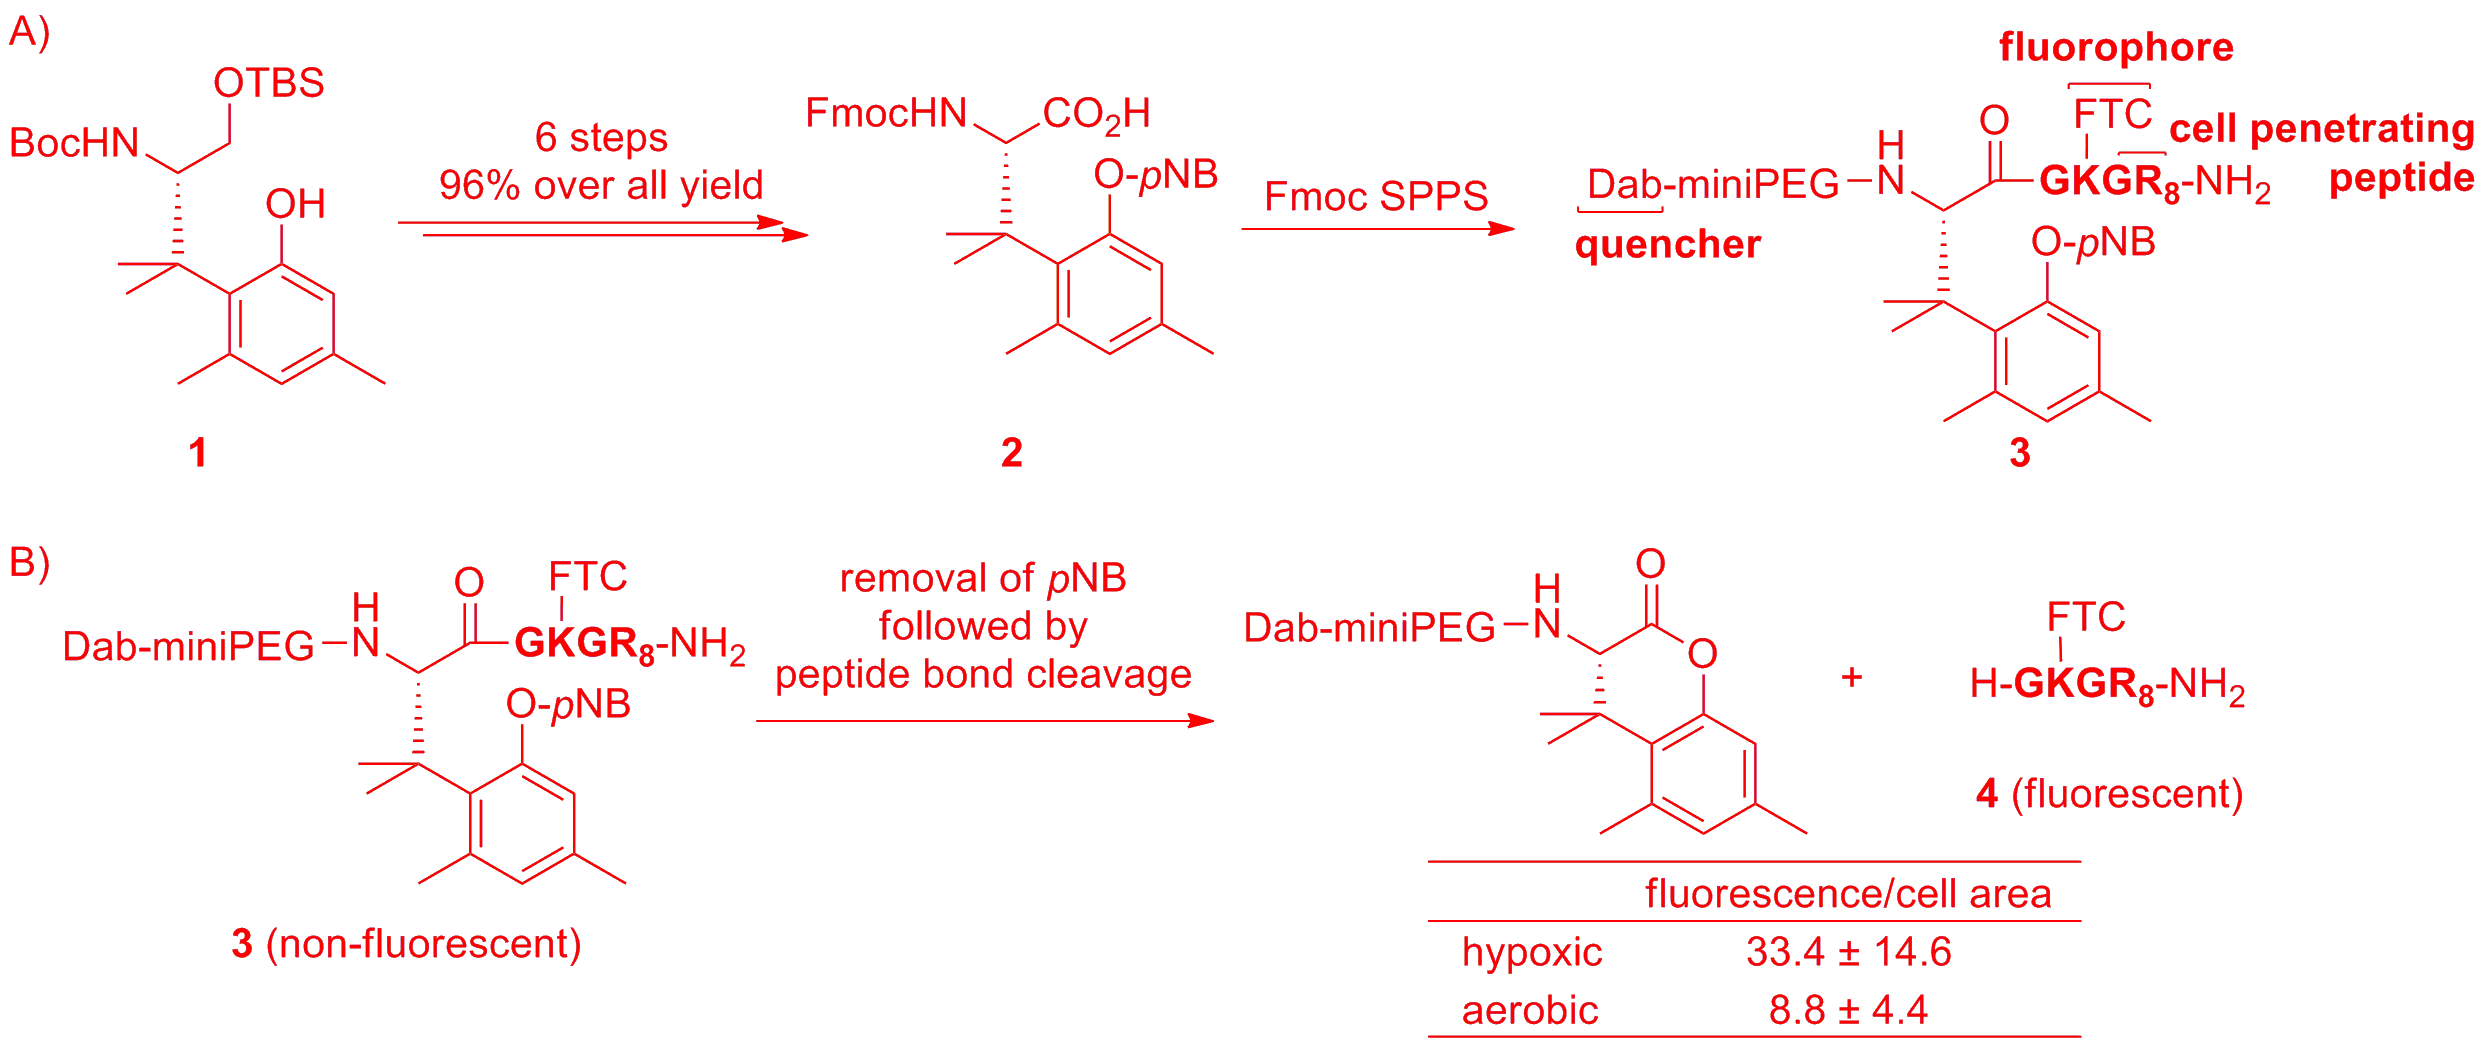 A)
OTBS
BocHN
OH
1
6 steps
96% over all yield
FmocHN
CO2H
O-pNB
2
Fmoc SPPS
fluorophore
FTC
cell penetrating
peptide
O
H
Dab-miniPEG
N
GKGR8-NH2
quencher
O-pNB
3
B)
FTC
O
H
Dab-miniPEG
N
GKGR8-NH2
O-pNB
3 (non-fluorescent)
removal of pNB
followed by
peptide bond cleavage
O
H
Dab-miniPEG
N
O
+
FTC
H-GKGR8-NH2
4 (fluorescent)
fluorescence/cell area
hypoxic 33.4 ± 14.6
aerobic 8.8 ± 4.4